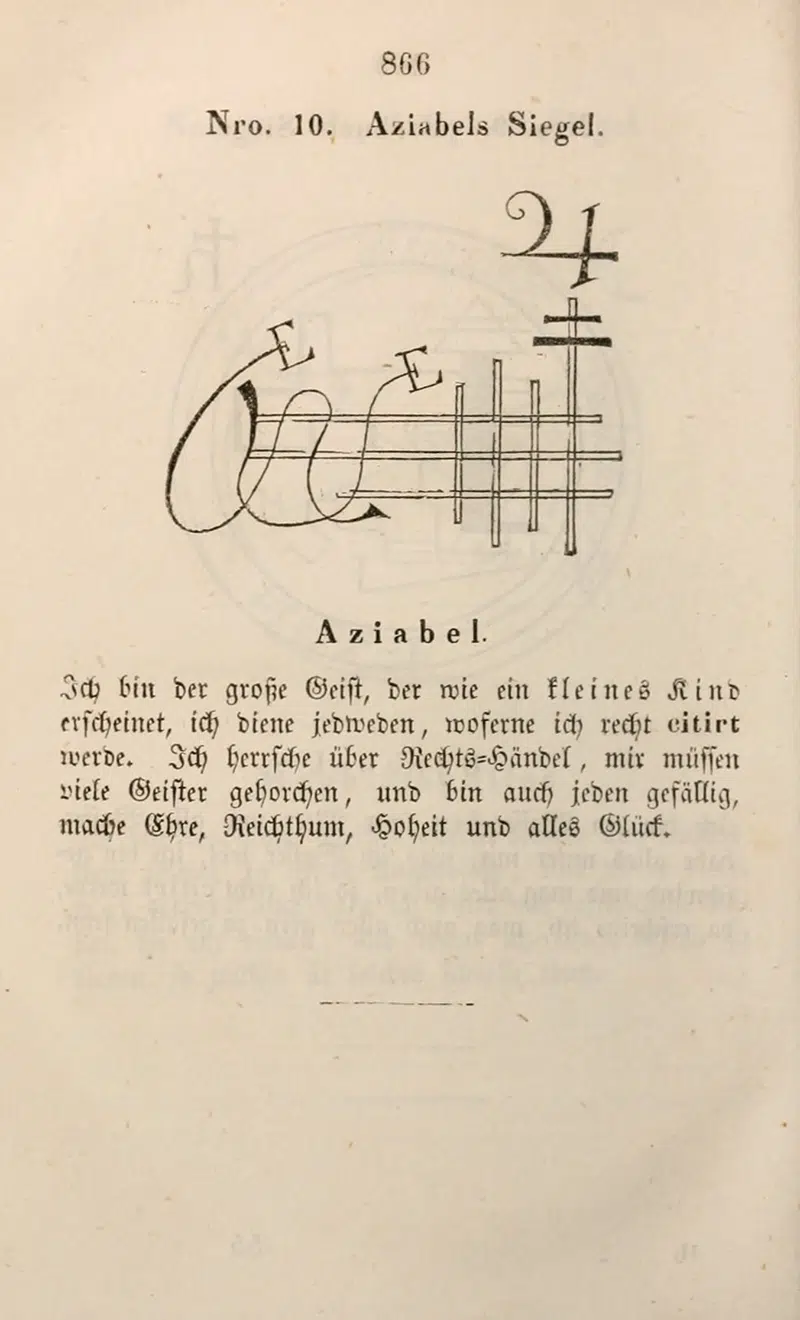 866
Nro. 10. Aziabels Siegel.
♃
Aziabel.
Ich bin der große Geist, der wie ein kleines Kind
erscheinet, ich diene jedweden, woferne ich recht citirt
werde. Ich herrsche über Rechts-Händel, mir müssen
viele Geister gehorchen, und bin auch jeden gefällig,
mache Ehre, Reichthum, Hoheit und alles Glück.